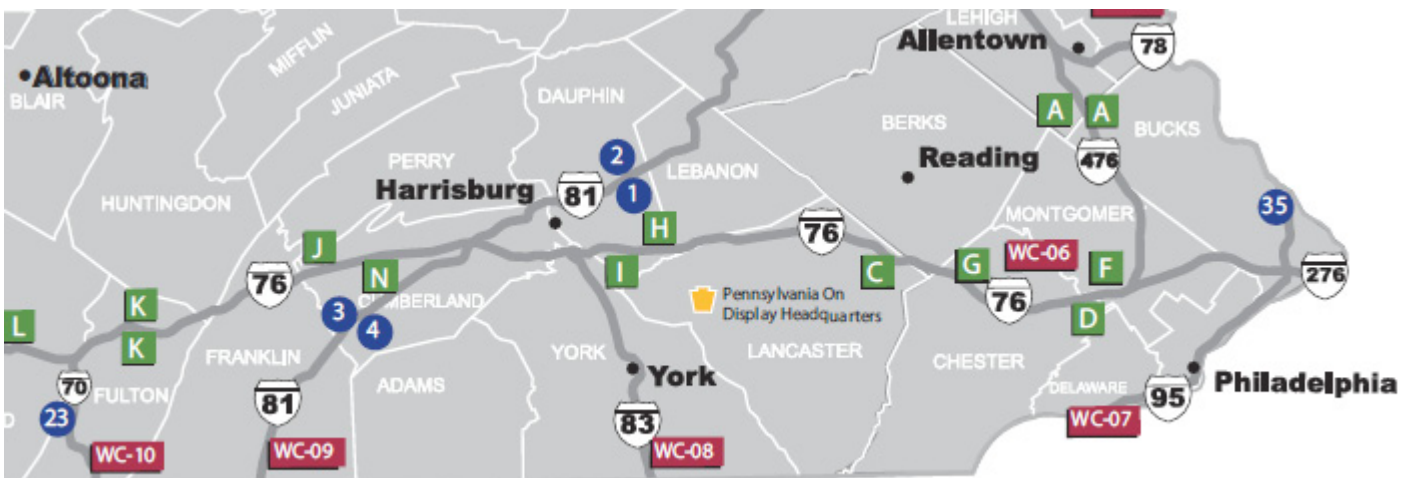 LEHIGH
Allentown
78
Altoona
BLAIR
MIFFLIN
JUNIATA
DAUPHIN
A
A
BERKS
BUCKS
PERRY
2
LEBANON
Reading
476
Harrisburg
81
1
HUNTINGDON
35
MONTGOMER
J
H
76
N
I
C
G
WC-06
F
276
76
CUMBERLAND
76
K
3
4
Pennsylvania On
Display Headquarters
D
L
K
FRANKLIN
YORK
LANCASTER
CHESTER
70
FULTON
ADAMS
York
DELAWARE
Philadelphia
81
95
23
83
WC-07
D
WC-10
WC-09
WC-08